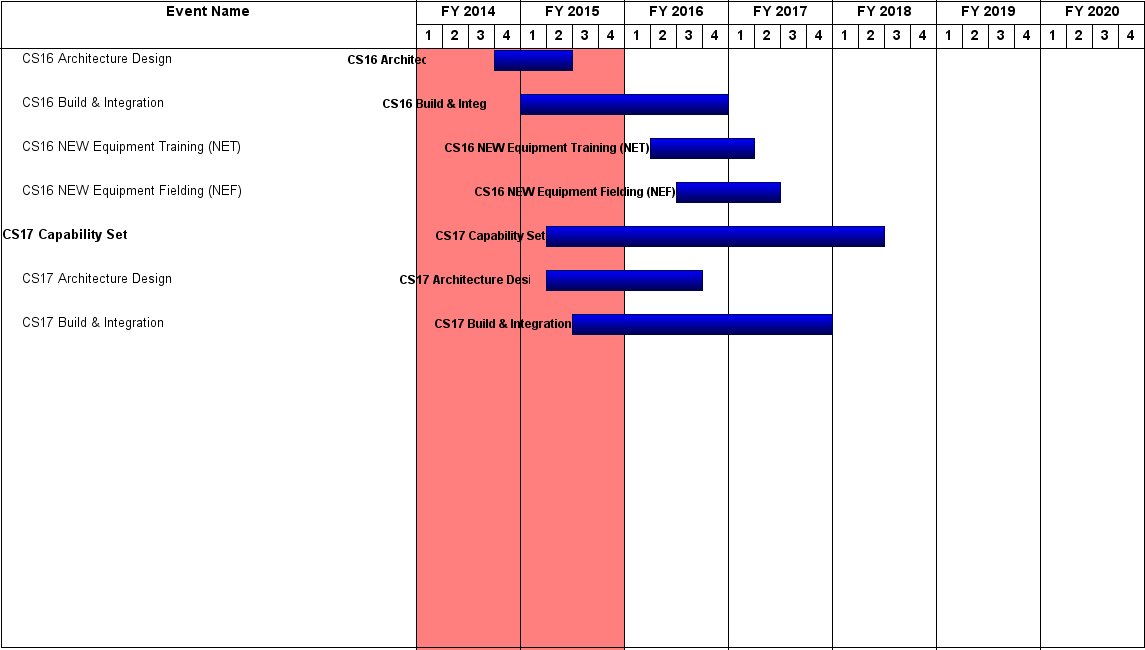 Event Name FY 2014 FY 2015 FY 2016 FY 2017 FY 2018 FY 2019 FY 2020
1 2 3 4 1 2 3 4 1 2 3 4 1 2 3 4 1 2 3 4 1 2 3 4 1 2 3 4
CS16 Architecture Design CS16 Architec
CS16 Build & Integration CS16 Build & Integ
CS16 NEW Equipment Training (NET) CS16 NEW Equipment Training (NET)
CS16 NEW Equipment Fielding (NEF) CS16 NEW Equipment Fielding (NEF)
CS17 Capability Set CS17 Capability Set
CS17 Architecture Design CS17 Architecture Desi
CS17 Build & Integration CS17 Build & Integration